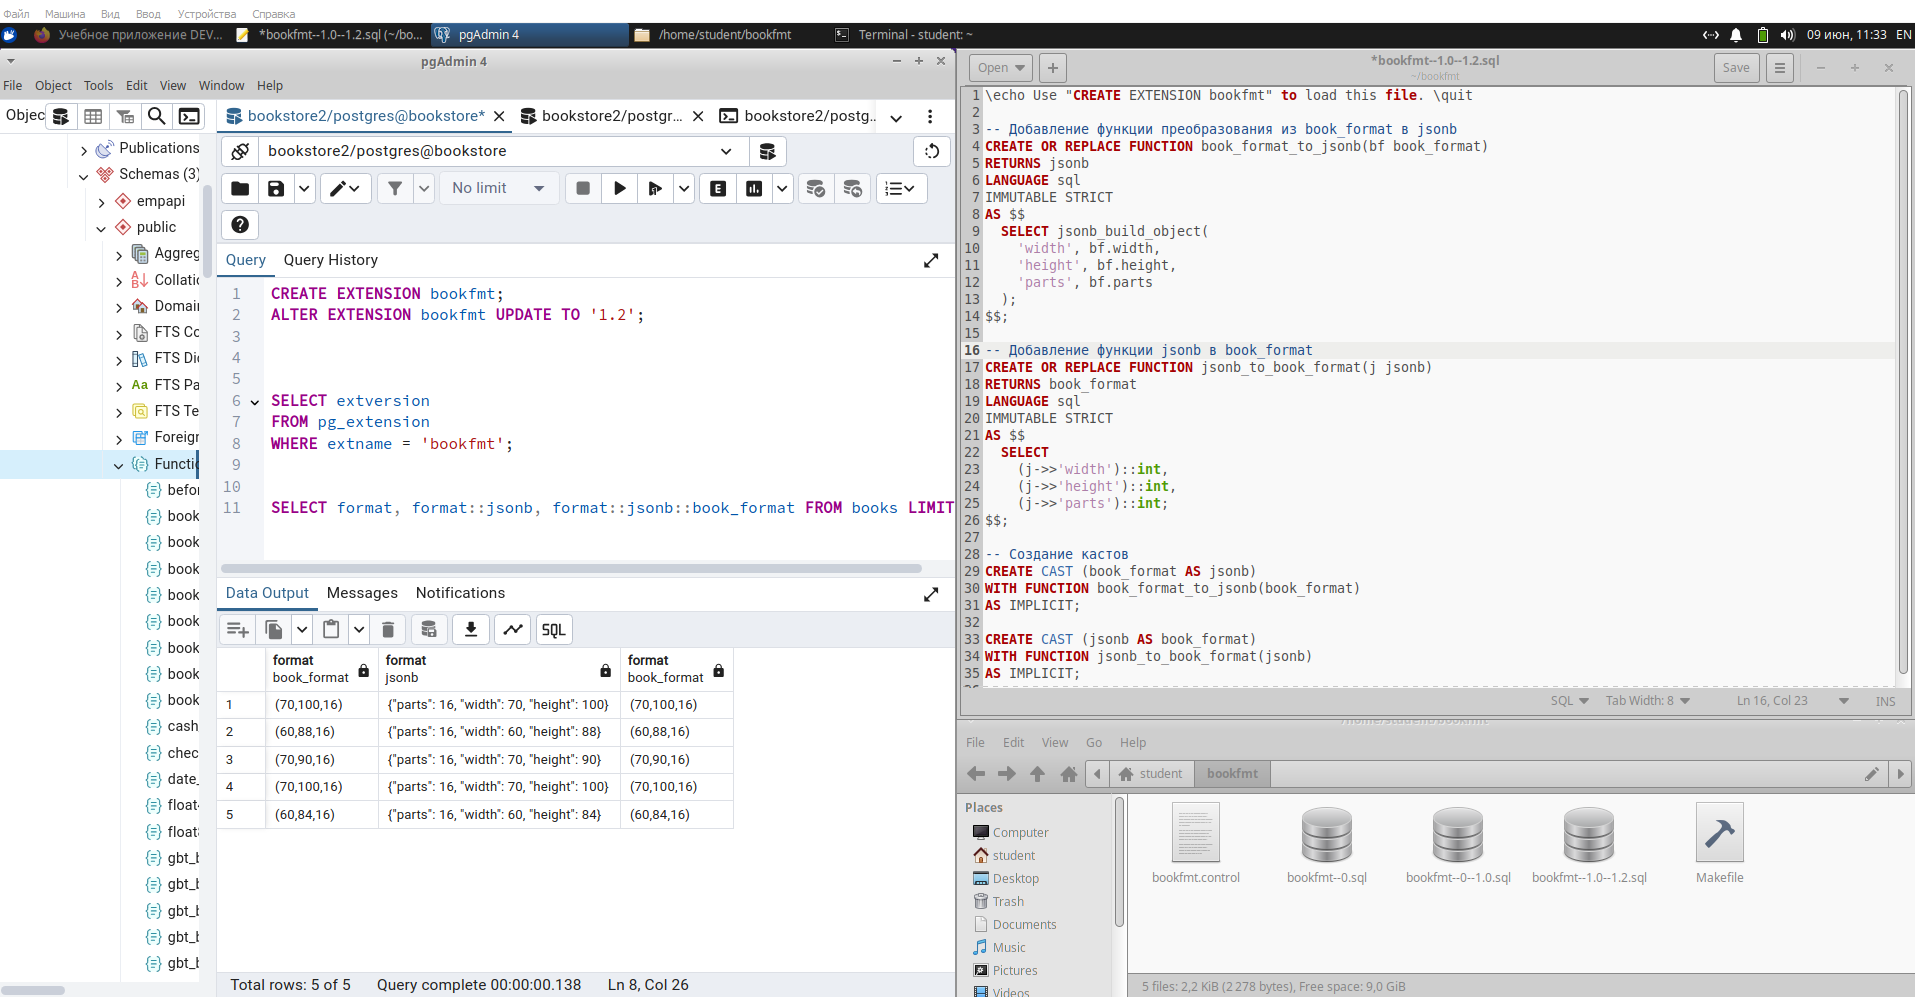 Файл Машина Вид Ввод Устройства Справка
Учебное приложение DEV... *bookfmt--1.0--1.2.sql (~/bo... pgAdmin 4 /home/student/bookfmt Terminal - student: ~ 09 июн, 11:33 EN
pgAdmin 4
File Object Tools Edit View Window Help
Objec
bookstore2/postgres@bookstore* bookstore2/postgr... bookstore2/postg..
bookstore2/postgres@bookstore
No limit
E
Query Query History
1 CREATE EXTENSION bookfmt;
2 ALTER EXTENSION bookfmt UPDATE TO '1.2';
3
4
5
6 SELECT extversion
7 FROM pg_extension
8 WHERE extname = 'bookfmt';
9
10
11 SELECT format, format::jsonb, format::jsonb::book_format FROM books LIMIT
Publications
Schemas (3)
empapi
public
Aggreg
Collatio
Domai
FTS Co
FTS Di
Aa FTS Pa
FTS Te
Foreign
Functi
befor
book
book
book
book
book
book
book
book
cash
chec
date_
float4
float8
gbt_b
gbt_b
gbt_b
gbt_b
gbt_b
Data Output Messages Notifications
SQL
format book_format format jsonb format book_format
1 (70,100,16) {"parts": 16, "width": 70, "height": 100} (70,100,16)
2 (60,88,16) {"parts": 16, "width": 60, "height": 88} (60,88,16)
3 (70,90,16) {"parts": 16, "width": 70, "height": 90} (70,90,16)
4 (70,100,16) {"parts": 16, "width": 70, "height": 100} (70,100,16)
5 (60,84,16) {"parts": 16, "width": 60, "height": 84} (60,84,16)
Total rows: 5 of 5 Query complete 00:00:00.138 Ln 8, Col 26
Open *bookfmt--1.0--1.2.sql Save
~/bookfmt
1 \echo Use "CREATE EXTENSION bookfmt" to load this file. \quit
2
3 -- Добавление функции преобразования из book_format в jsonb
4 CREATE OR REPLACE FUNCTION book_format_to_jsonb(bf book_format)
5 RETURNS jsonb
6 LANGUAGE sql
7 IMMUTABLE STRICT
8 AS $$
9 SELECT jsonb_build_object(
10 'width', bf.width,
11 'height', bf.height,
12 'parts', bf.parts
13 );
14 $$;
15
16 -- Добавление функции jsonb в book_format
17 CREATE OR REPLACE FUNCTION jsonb_to_book_format(j jsonb)
18 RETURNS book_format
19 LANGUAGE sql
20 IMMUTABLE STRICT
21 AS $$
22 SELECT
23 (j->>'width')::int,
24 (j->>'height')::int,
25 (j->>'parts')::int;
26 $$;
27
28 -- Создание кастов
29 CREATE CAST (book_format AS jsonb)
30 WITH FUNCTION book_format_to_jsonb(book_format)
31 AS IMPLICIT;
32
33 CREATE CAST (jsonb AS book_format)
34 WITH FUNCTION jsonb_to_book_format(jsonb)
35 AS IMPLICIT;
SQL Tab Width: 8 Ln 16, Col 23 INS
/home/student/bookfmt
File Edit View Go Help
student bookfmt
Places
Computer
student
Desktop
Trash
Documents
Music
Pictures
Videos
bookfmt.control bookfmt--0.sql bookfmt--0--1.0.sql bookfmt--1.0--1.2.sql Makefile
5 files: 2,2 KiB (2 278 bytes), Free space: 9,0 GiB